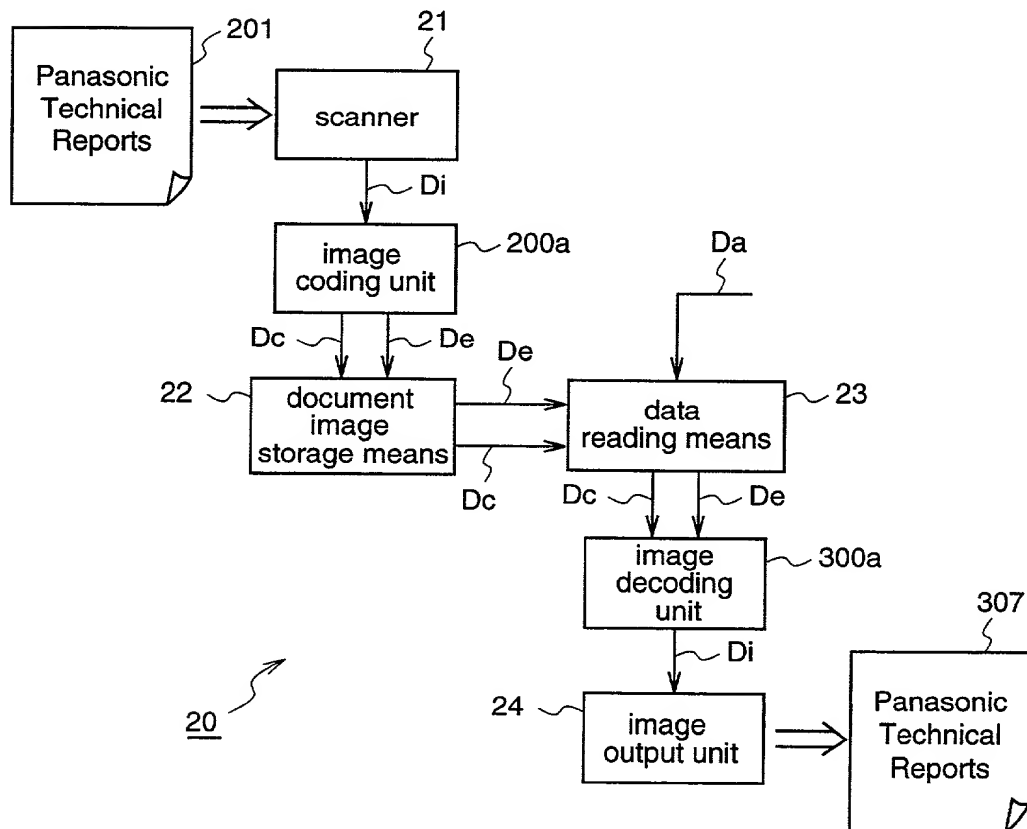 201
Panasonic
Technical
Reports
21
scanner
Di
image
coding unit
200a
Da
Dc
De
22
document
image
storage means
De
Dc
data
reading means
23
Dc
De
image
decoding
unit
300a
Di
307
20
24
image
output unit
Panasonic
Technical
Reports